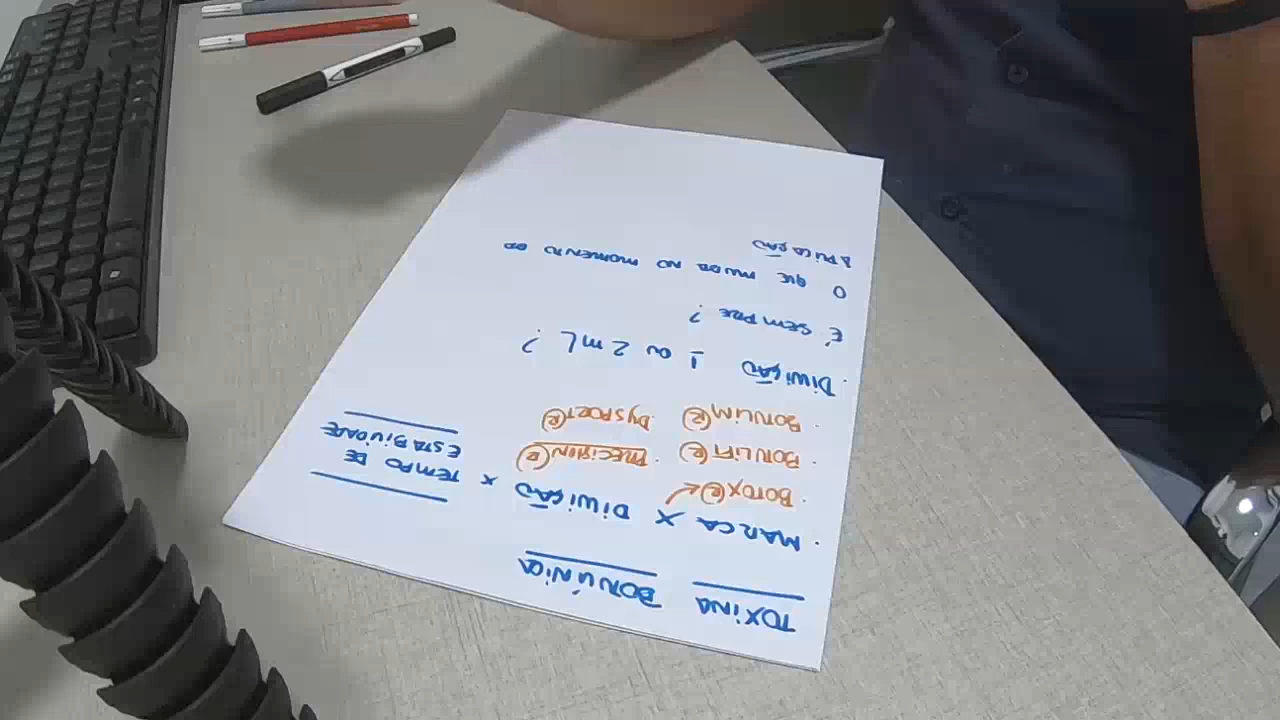 TOXINA BOTULÍNICA
• MARCA X DILUIÇÃO X TEMPO DE ESTABILIDADE
• BOTOX®
• BOTULIFT® • PRECISION®
• BOTULIM® • DYSPORT®
• DILUIÇÃO 1 OU 2 mL ?
É SEMPRE ?
O QUE MUDA NO MOMENTO DA
APLICAÇÃO